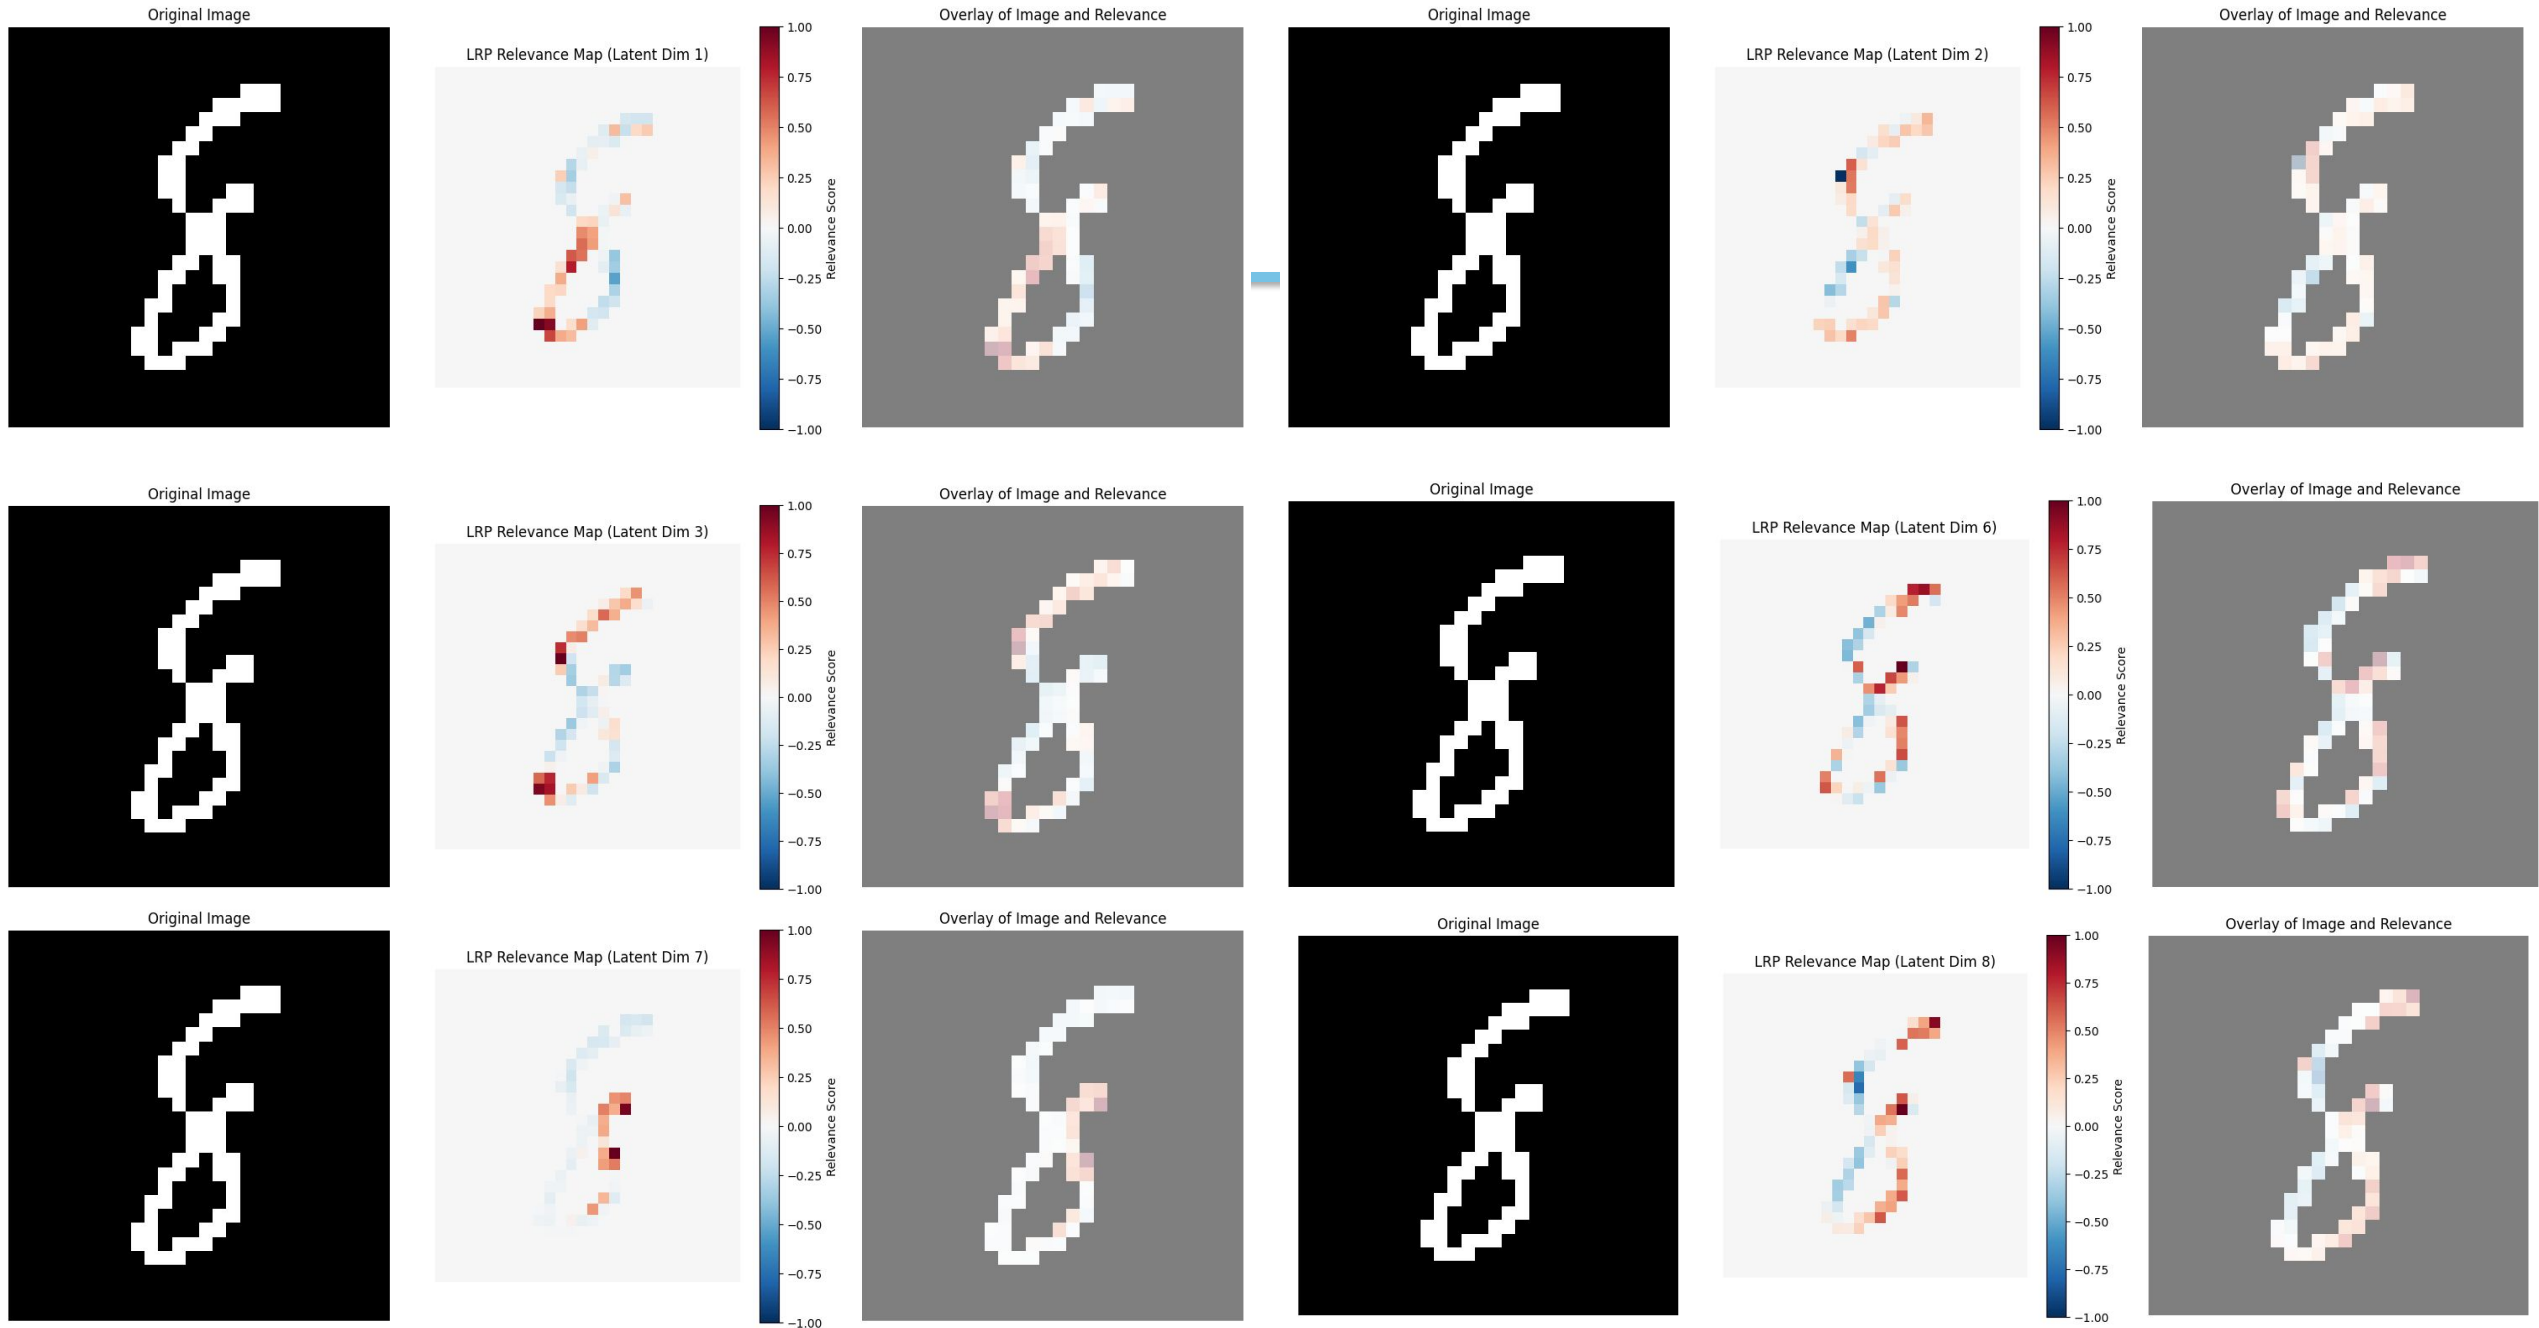 Original Image
LRP Relevance Map (Latent Dim 1)
1.00
0.75
0.50
0.25
0.00
−0.25
−0.50
−0.75
−1.00
Relevance Score
Overlay of Image and Relevance
Original Image
LRP Relevance Map (Latent Dim 2)
1.00
0.75
0.50
0.25
0.00
−0.25
−0.50
−0.75
−1.00
Relevance Score
Overlay of Image and Relevance
Original Image
LRP Relevance Map (Latent Dim 3)
1.00
0.75
0.50
0.25
0.00
−0.25
−0.50
−0.75
−1.00
Relevance Score
Overlay of Image and Relevance
Original Image
LRP Relevance Map (Latent Dim 6)
1.00
0.75
0.50
0.25
0.00
−0.25
−0.50
−0.75
−1.00
Relevance Score
Overlay of Image and Relevance
Original Image
LRP Relevance Map (Latent Dim 7)
1.00
0.75
0.50
0.25
0.00
−0.25
−0.50
−0.75
−1.00
Relevance Score
Overlay of Image and Relevance
Original Image
LRP Relevance Map (Latent Dim 8)
1.00
0.75
0.50
0.25
0.00
−0.25
−0.50
−0.75
−1.00
Relevance Score
Overlay of Image and Relevance